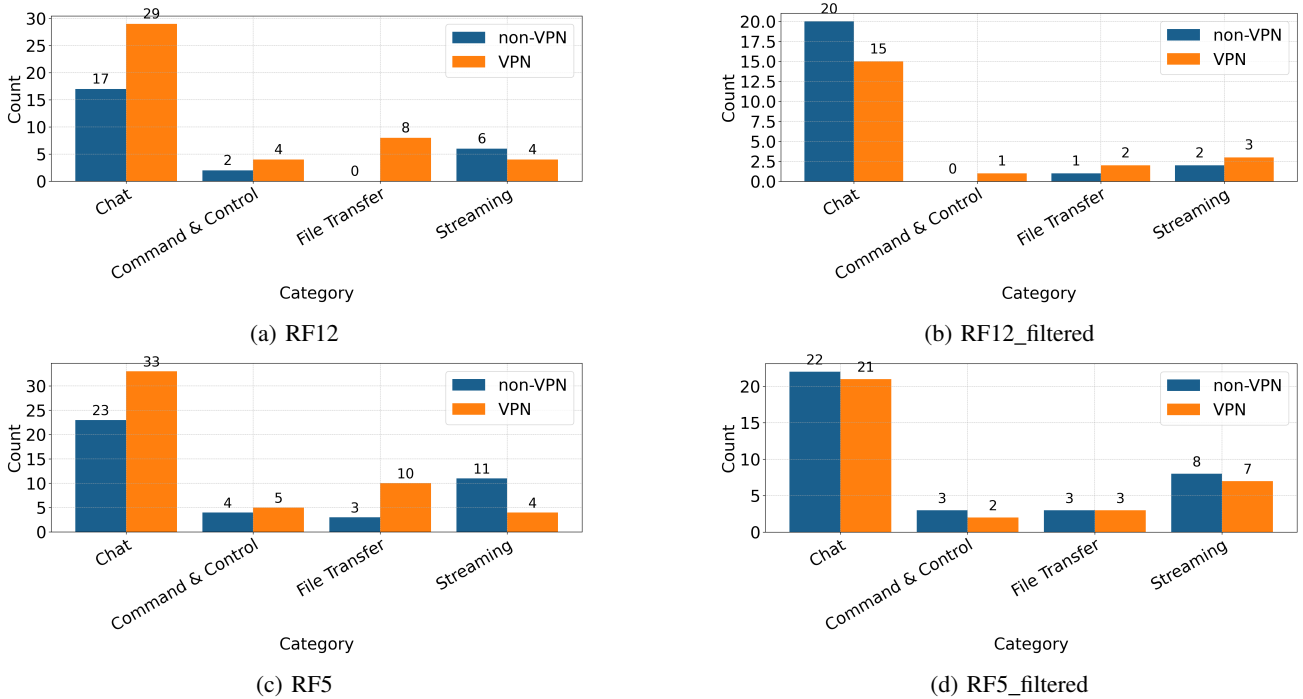 30
25
20
15
10
5
0
Count
17
29
2
4
0
8
6
4
non-VPN
VPN
Chat
Command & Control
File Transfer
Streaming
Category
(a) RF12
20.0
17.5
15.0
12.5
10.0
7.5
5.0
2.5
0.0
Count
20
15
0
1
1
2
2
3
non-VPN
VPN
Chat
Command & Control
File Transfer
Streaming
Category
(b) RF12_filtered
30
25
20
15
10
5
0
Count
23
33
4
5
3
10
11
4
non-VPN
VPN
Chat
Command & Control
File Transfer
Streaming
Category
(c) RF5
20
15
10
5
0
Count
22
21
3
2
3
3
8
7
non-VPN
VPN
Chat
Command & Control
File Transfer
Streaming
Category
(d) RF5_filtered